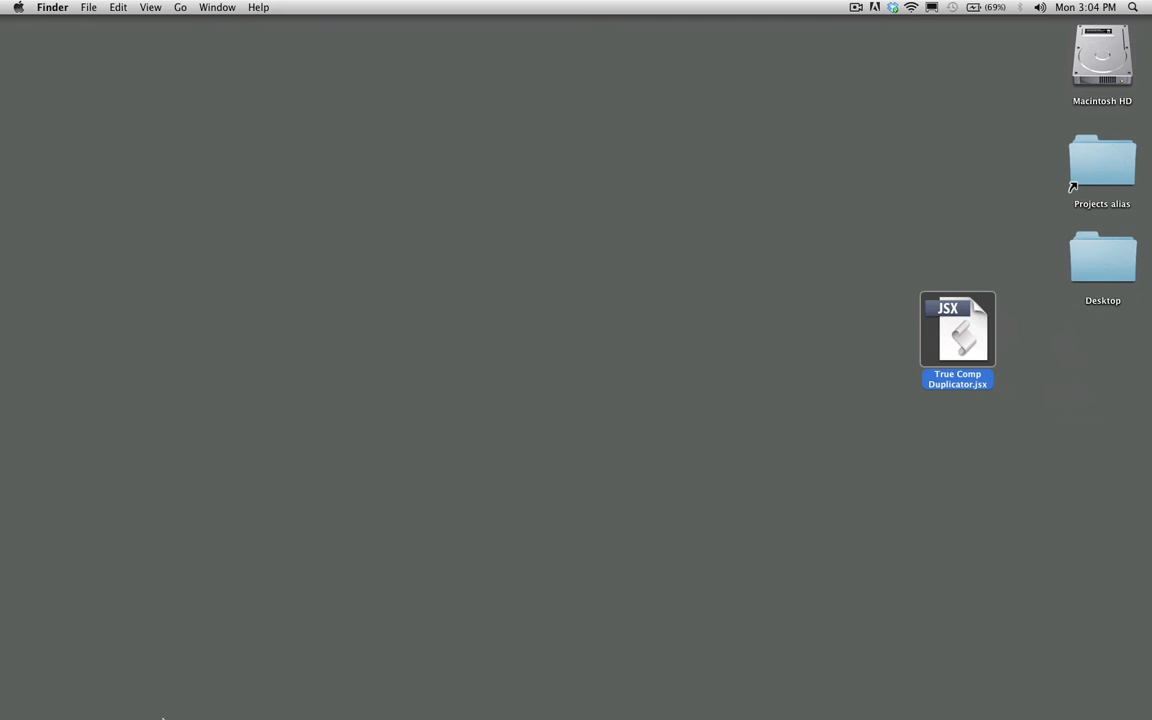 Finder File Edit View Go Window Help (69%) Mon 3:04 PM
Macintosh HD
Projects alias
Desktop
JSX
True Comp
Duplicator.jsx